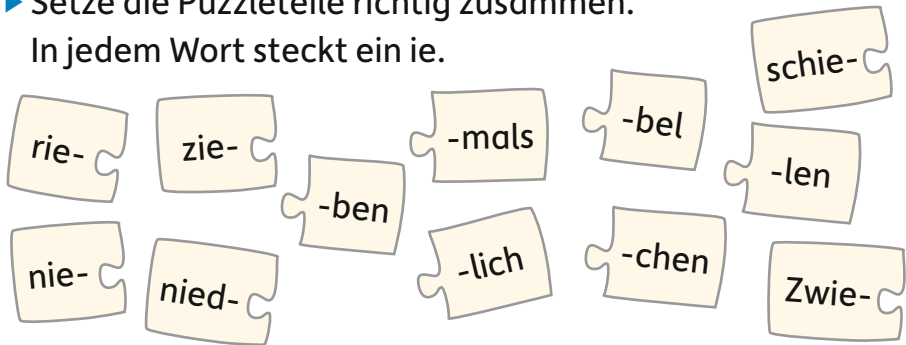 Setze die Puzzleteile richtig zusammen.
In jedem Wort steckt ein ie.
schie-
rie-
zie-
-mals
-bel
-len
-ben
nie-
nied-
-lich
-chen
Zwie-